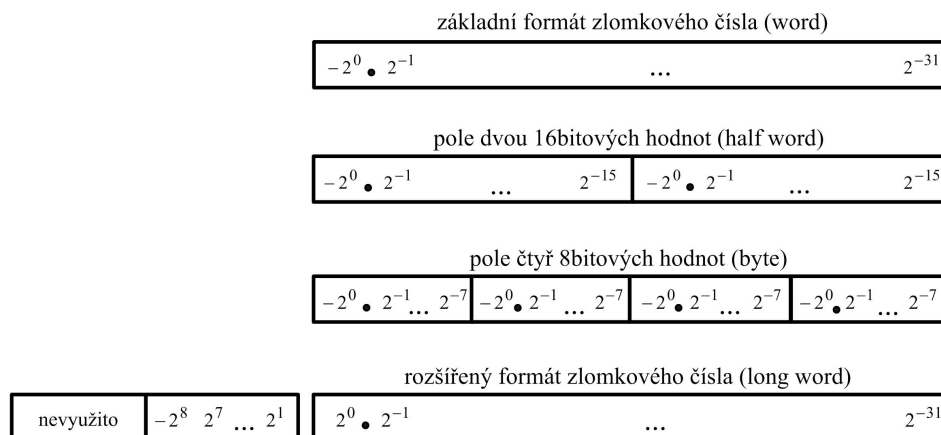 základní formát zlomkového čísla (word)
−2⁰ . 2⁻¹ ... 2⁻³¹
pole dvou 16bitových hodnot (half word)
−2⁰ . 2⁻¹ ... 2⁻¹⁵ −2⁰ . 2⁻¹ ... 2⁻¹⁵
pole čtyř 8bitových hodnot (byte)
−2⁰ . 2⁻¹ ... 2⁻⁷ −2⁰ . 2⁻¹ ... 2⁻⁷ −2⁰ . 2⁻¹ ... 2⁻⁷ −2⁰ . 2⁻¹ ... 2⁻⁷
rozšířený formát zlomkového čísla (long word)
nevyužito −2⁸ 2⁷ ... 2¹ 2⁰ . 2⁻¹ ... 2⁻³¹